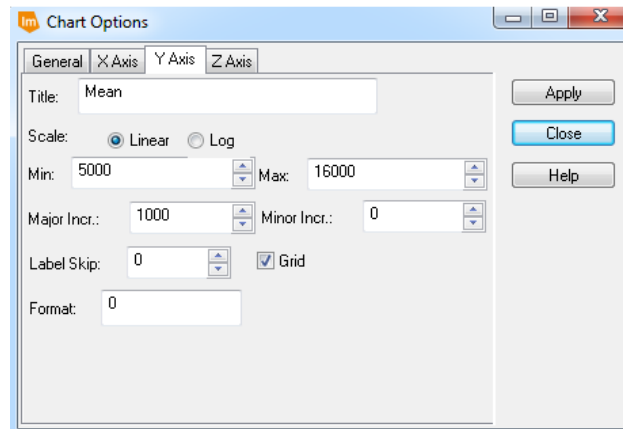 Im Chart Options
General X Axis Y Axis Z Axis
Title: Mean Apply
Scale: Linear Log Close
Min: 5000 Max: 16000 Help
Major Incr.: 1000 Minor Incr.: 0
Label Skip: 0 Grid
Format: 0